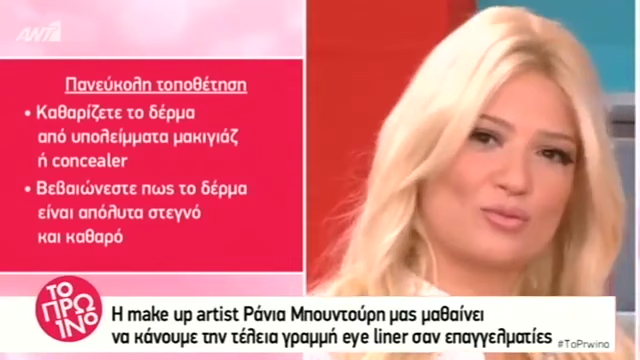 ANT1
Πανεύκολη τοποθέτηση
• Καθαρίζετε το δέρμα
από υπολείμματα μακιγιάζ
ή concealer
• Βεβαιώνεστε πως το δέρμα
είναι απόλυτα στεγνό
και καθαρό
ΤΟ
ΠΡΩ
ΙΝΟ
Η make up artist Ράνια Μπουντούρη μας μαθαίνει
να κάνουμε την τέλεια γραμμή eye liner σαν επαγγελματίες
#ToPrwino